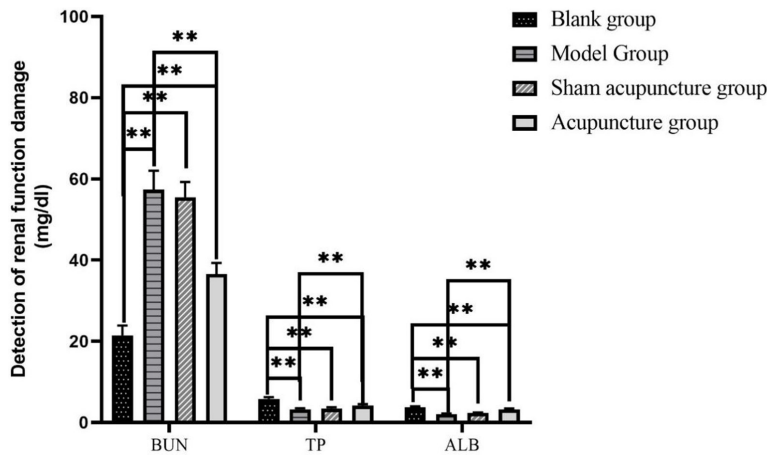 Detection of renal function damage
(mg/dl)
100
80
60
40
20
0
**
**
**
**
**
**
**
**
**
**
**
**
BUN
TP
ALB
Blank group
Model Group
Sham acupuncture group
Acupuncture group